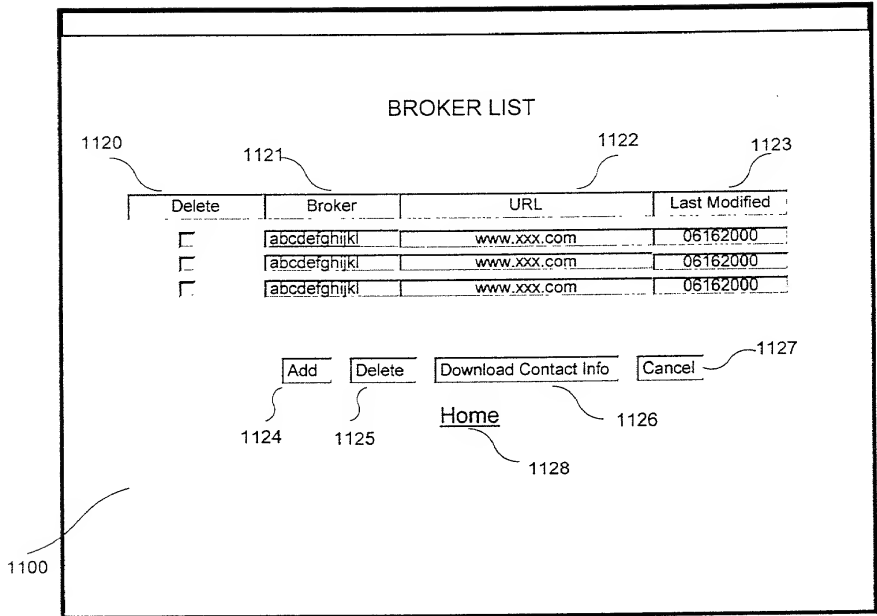 BROKER LIST
1120 1121 1122 1123
Delete Broker URL Last Modified
abcdefghijkl www.xxx.com 06162000
abcdefghijkl www.xxx.com 06162000
abcdefghijkl www.xxx.com 06162000
1127
Add Delete Download Contact Info Cancel
1124 1125 Home 1126
1128
1100